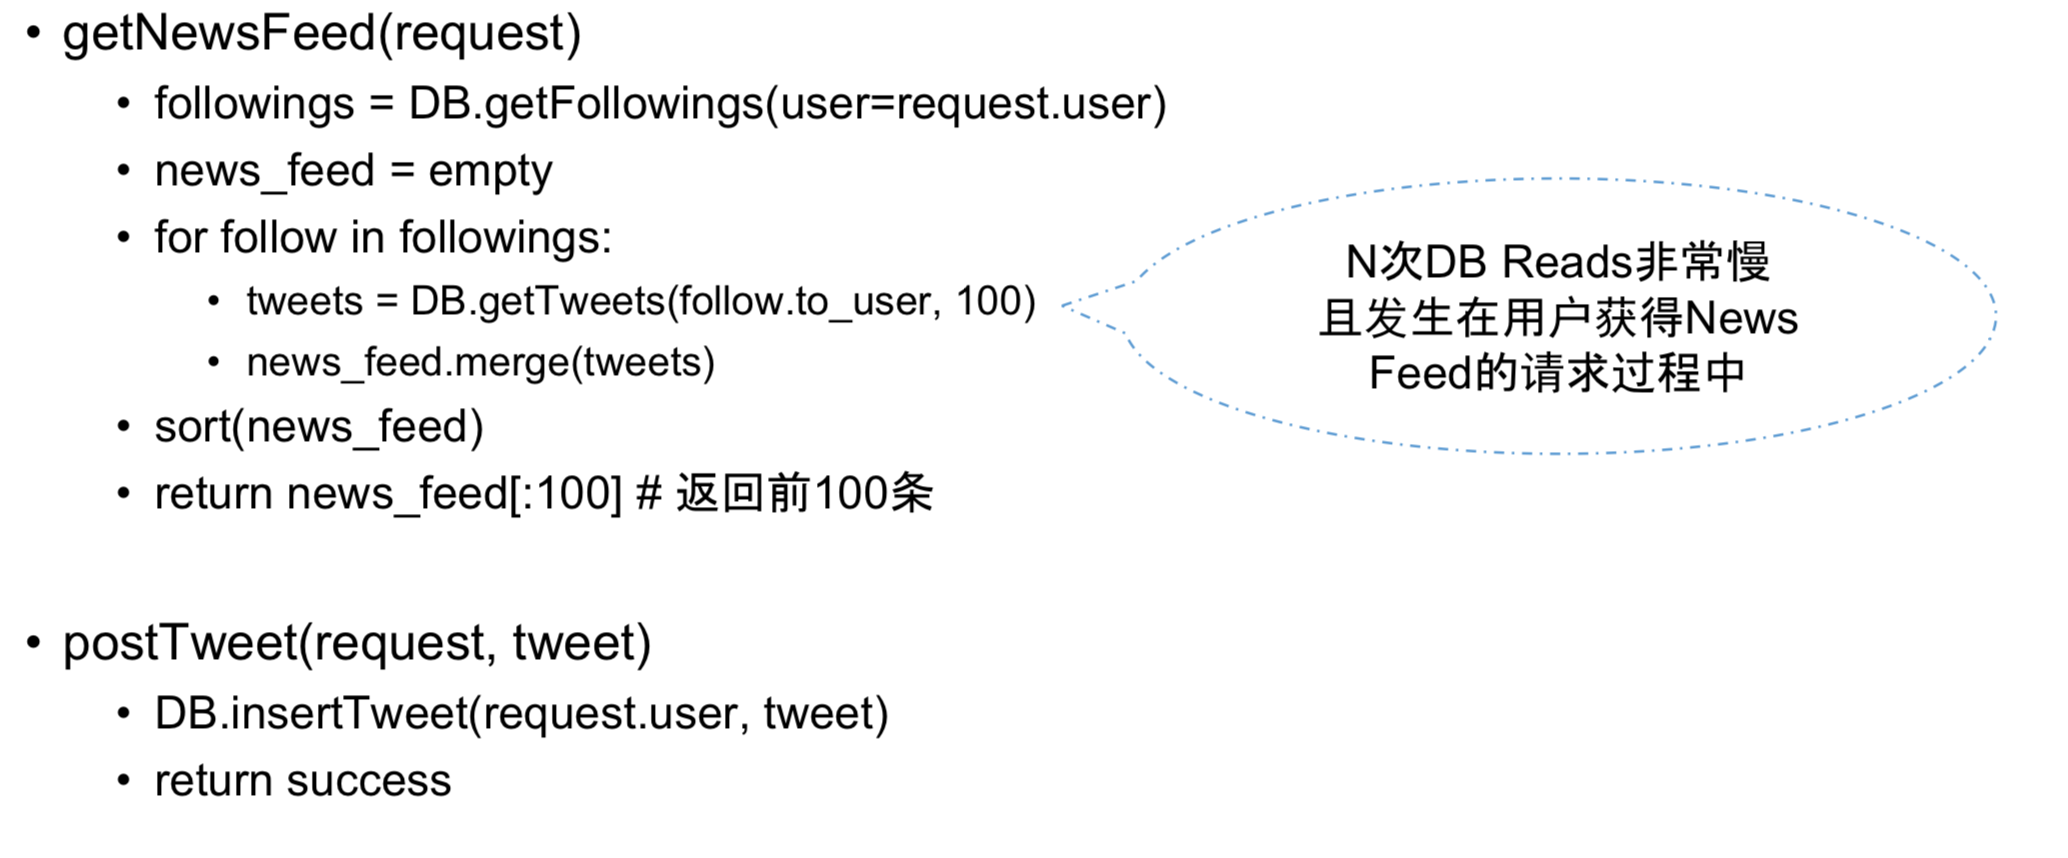 • getNewsFeed(request)
• followings = DB.getFollowings(user=request.user)
• news_feed = empty
• for follow in followings:
• tweets = DB.getTweets(follow.to_user, 100)
• news_feed.merge(tweets)
• sort(news_feed)
• return news_feed[:100] # 返回前100条
N次DB Reads非常慢
且发生在用户获得News
Feed的请求过程中
• postTweet(request, tweet)
• DB.insertTweet(request.user, tweet)
• return success